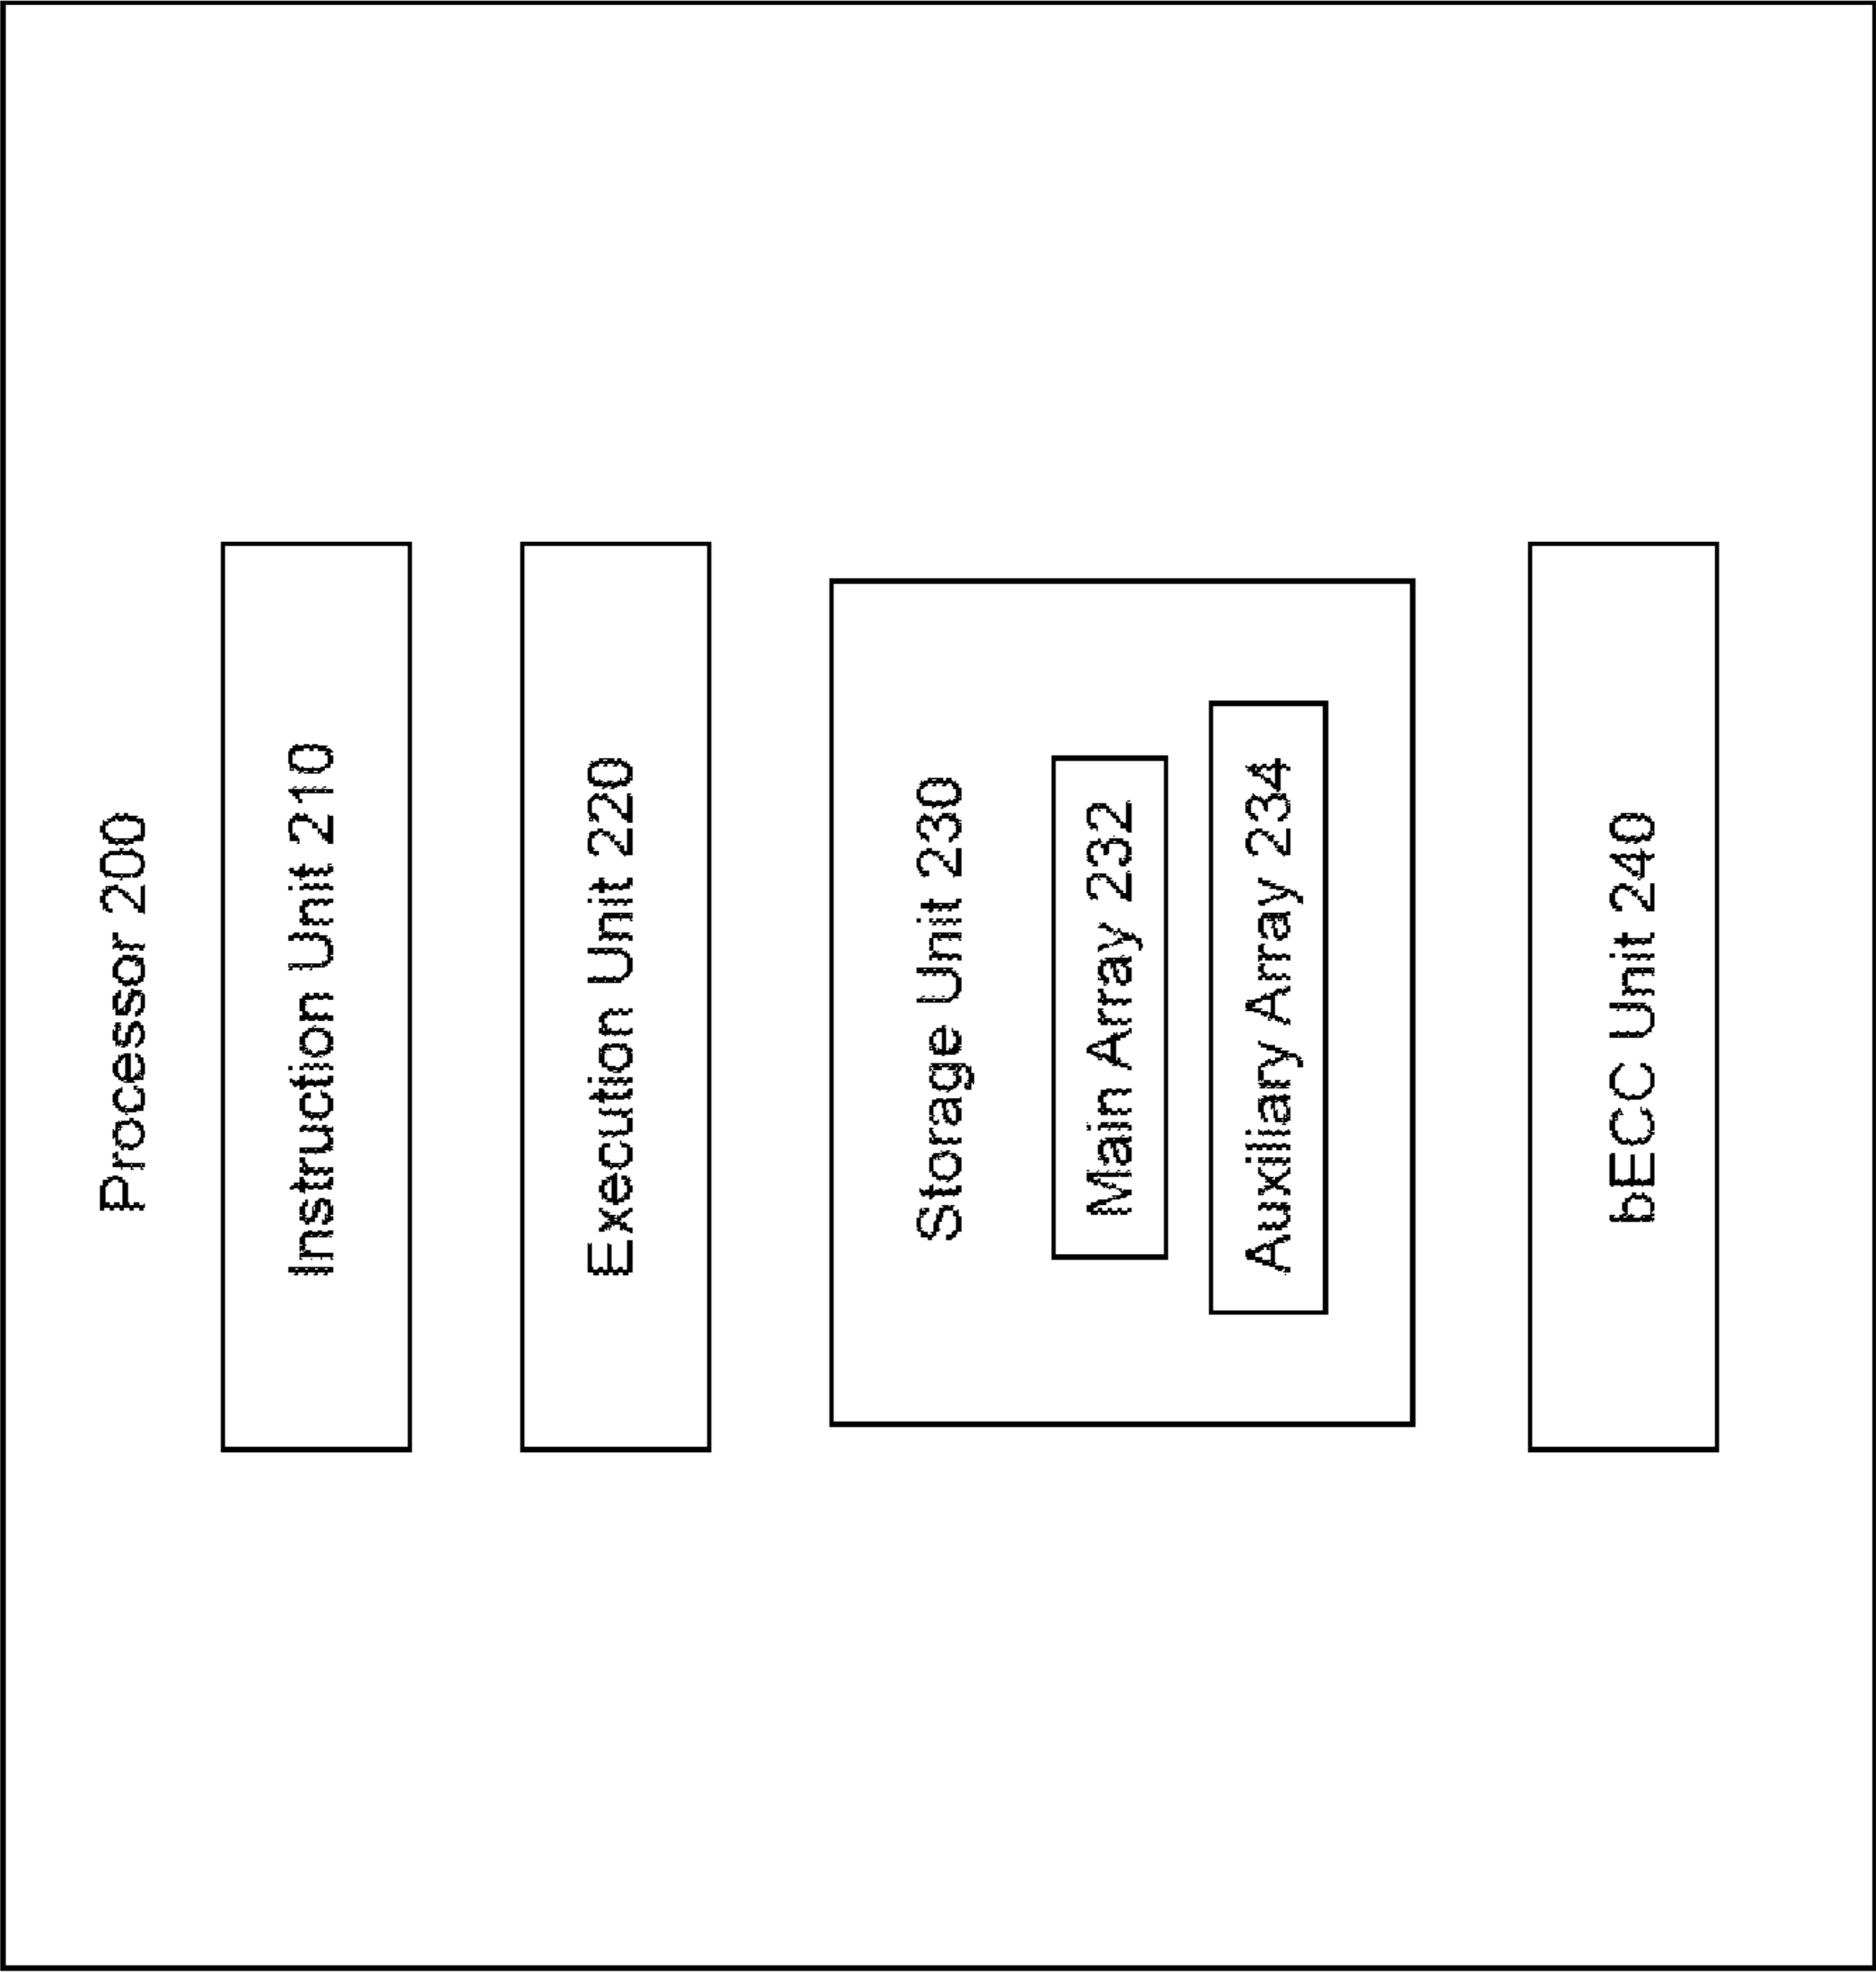 Processor 200
Instruction Unit 210
Execution Unit 220
Storage Unit 230
Main Array 232
Auxiliary Array 234
bECC Unit 240